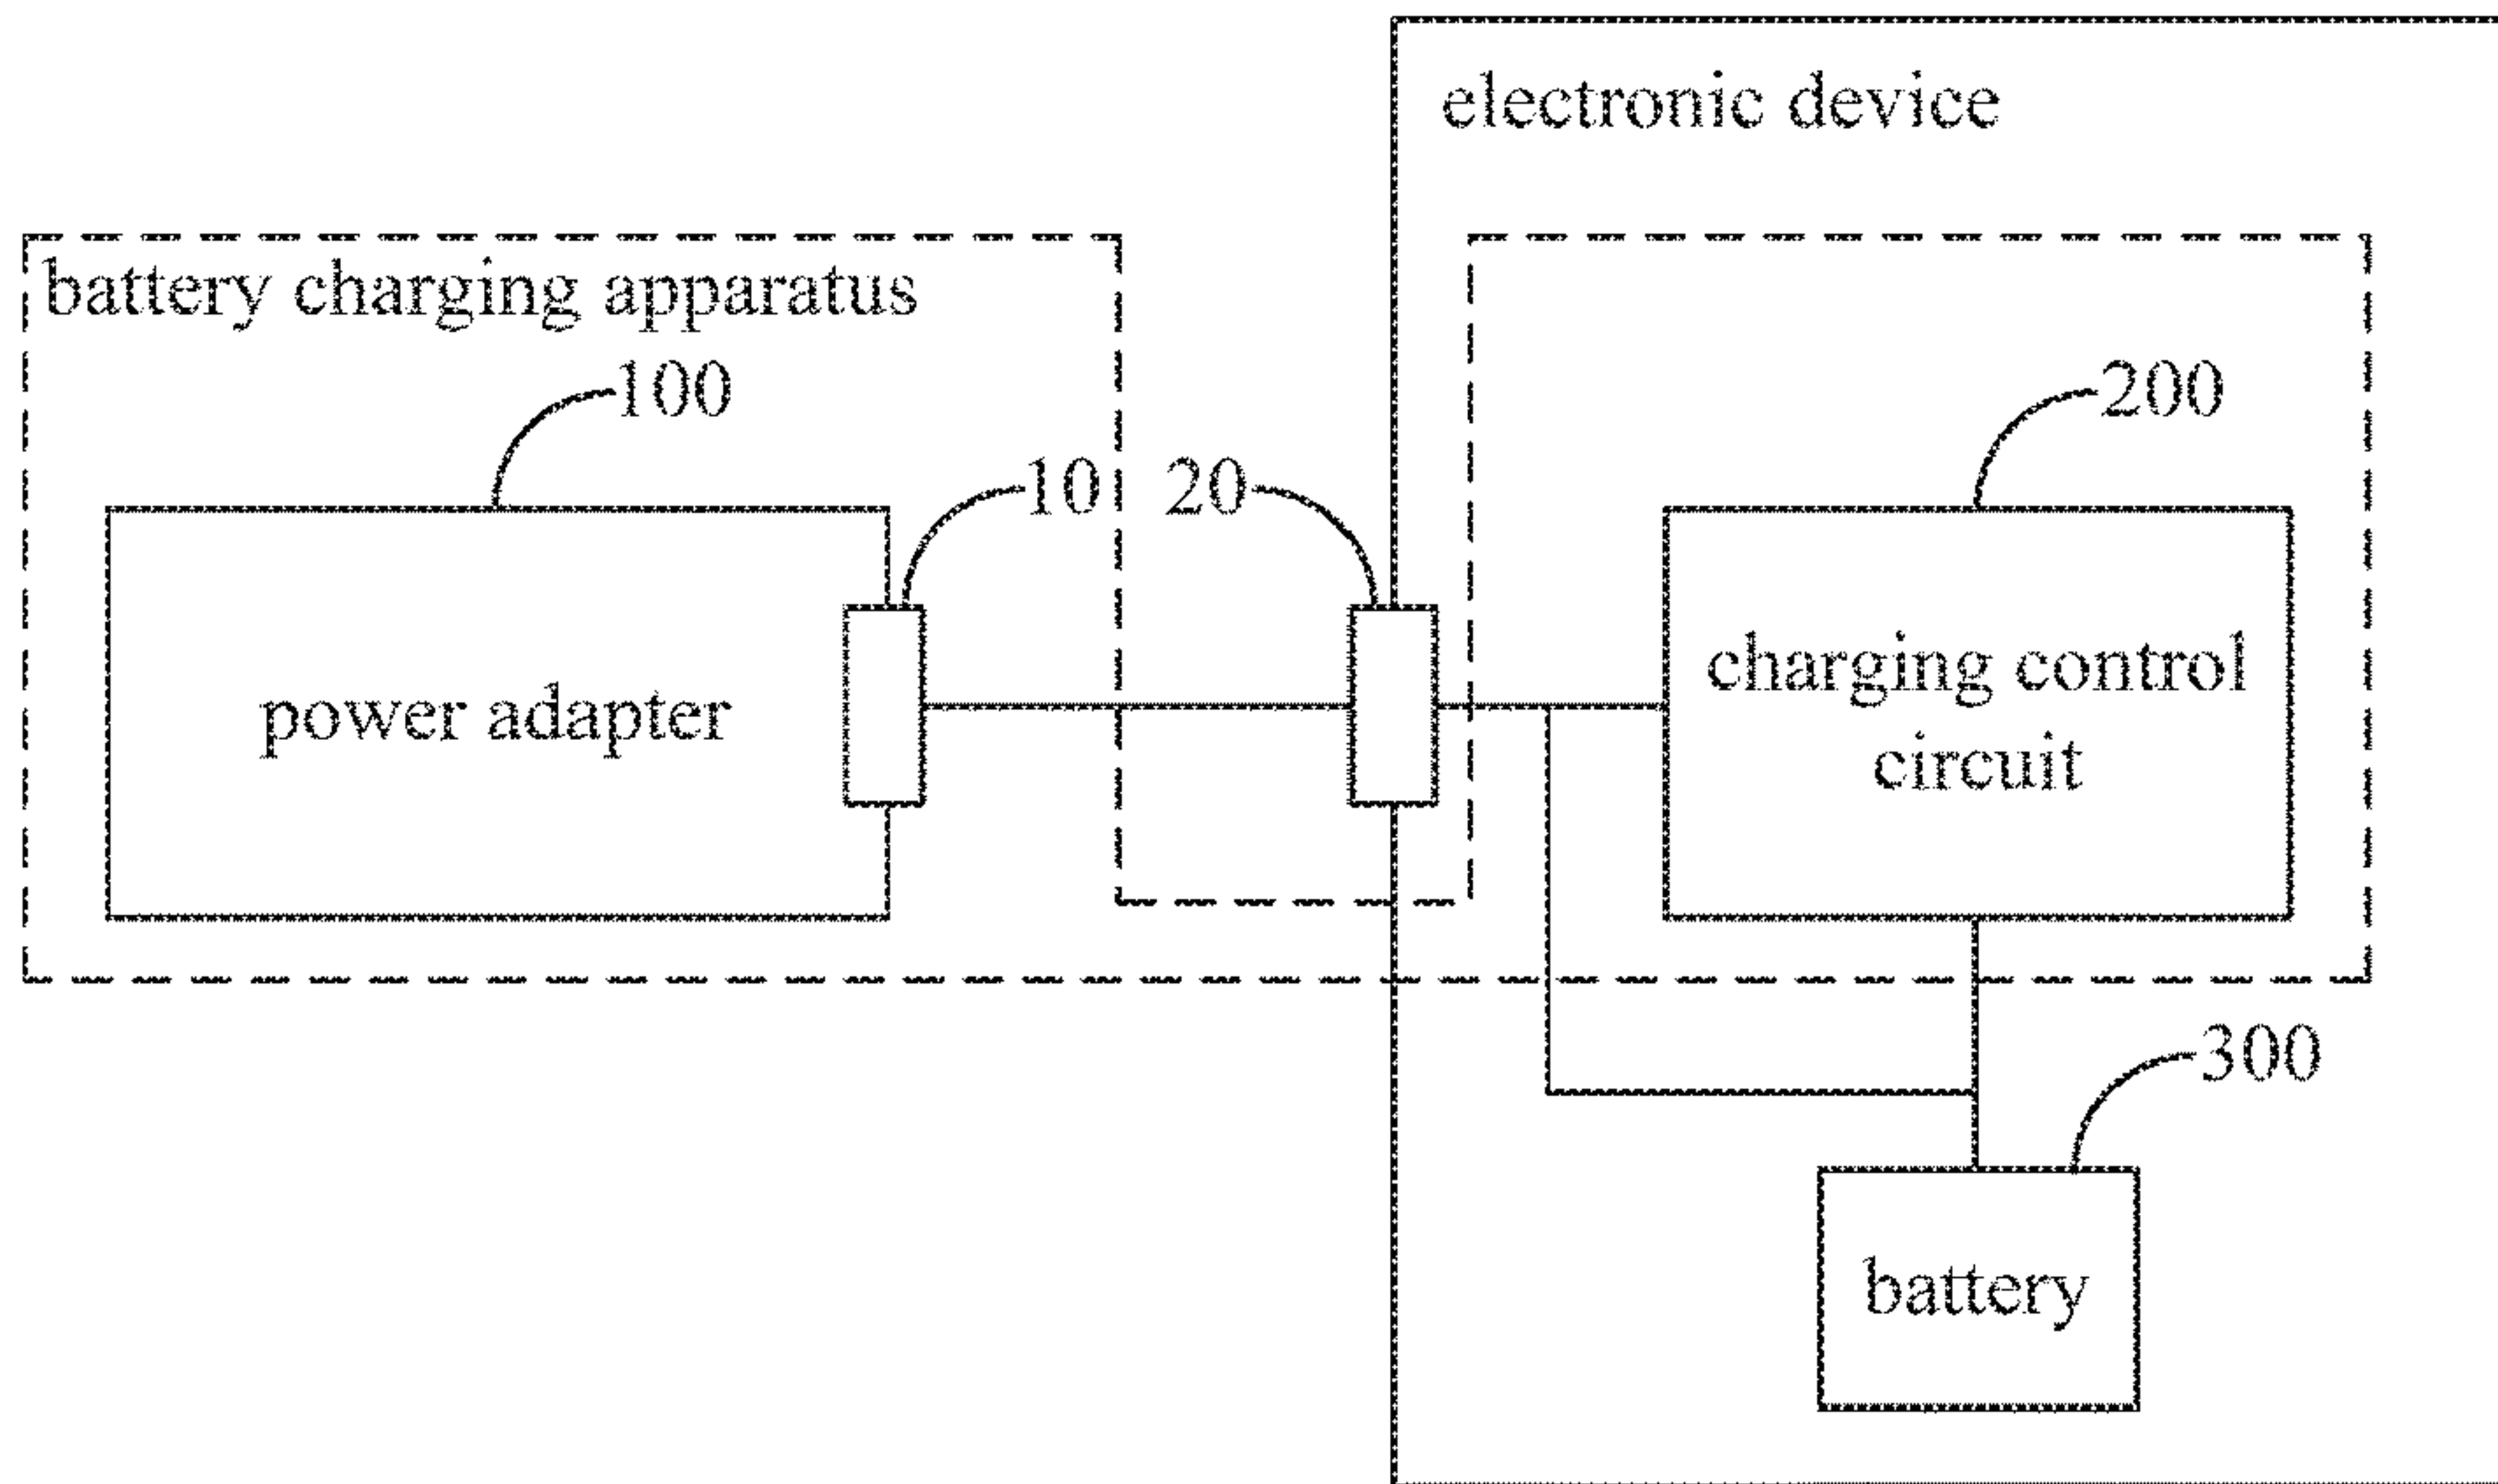 electronic device
battery charging apparatus
100
200
10
20
power adapter
charging control
circuit
300
battery